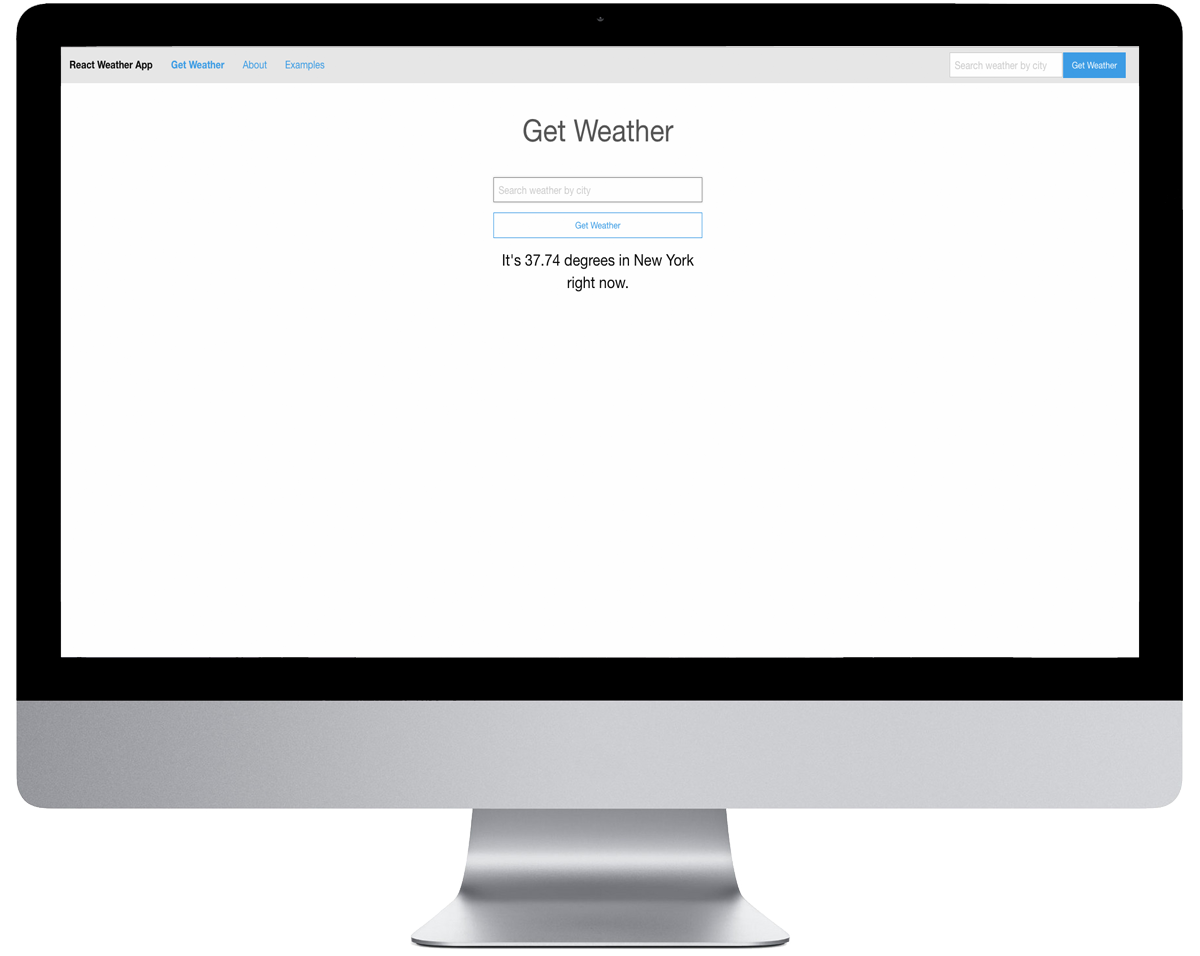 React Weather App Get Weather About Examples Search weather by city Get Weather
Get Weather
Search weather by city
Get Weather
It's 37.74 degrees in New York
right now.